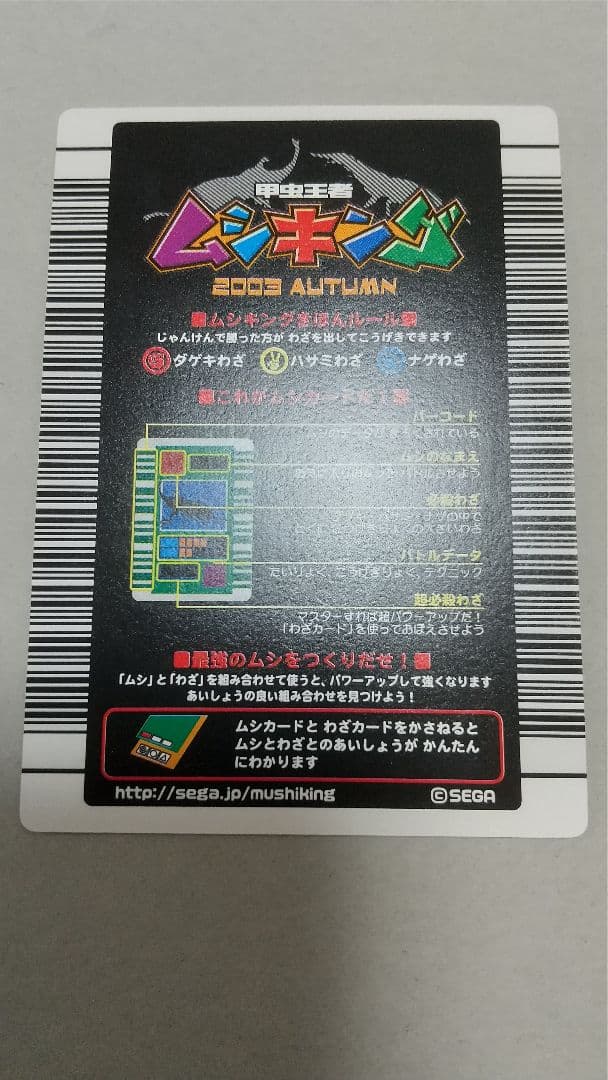 甲虫王者
ムシキング
2003 AUTUMN
ムシキングきほんルール
じゃんけんで勝った方が わざを出してこうげきできます
ダゲキわざ ハサミわざ ナゲわざ
これがムシカードだ！
バーコード
ムシのなまえ
必殺わざ
バトルデータ
たいりょく、こうげきりょく、テクニック
超必殺わざ
マスターすれば超パワーアップだ！
「わざカード」を使っておぼえさせよう
最強のムシをつくりだせ！
「ムシ」と「わざ」を組み合わせて使うと、パワーアップして強くなります
あいしょうの良い組み合わせを見つけよう！
ムシカードと わざカードをかさねると
ムシとわざとのあいしょうが かんたん
にわかります
http://sega.jp/mushiking
©SEGA